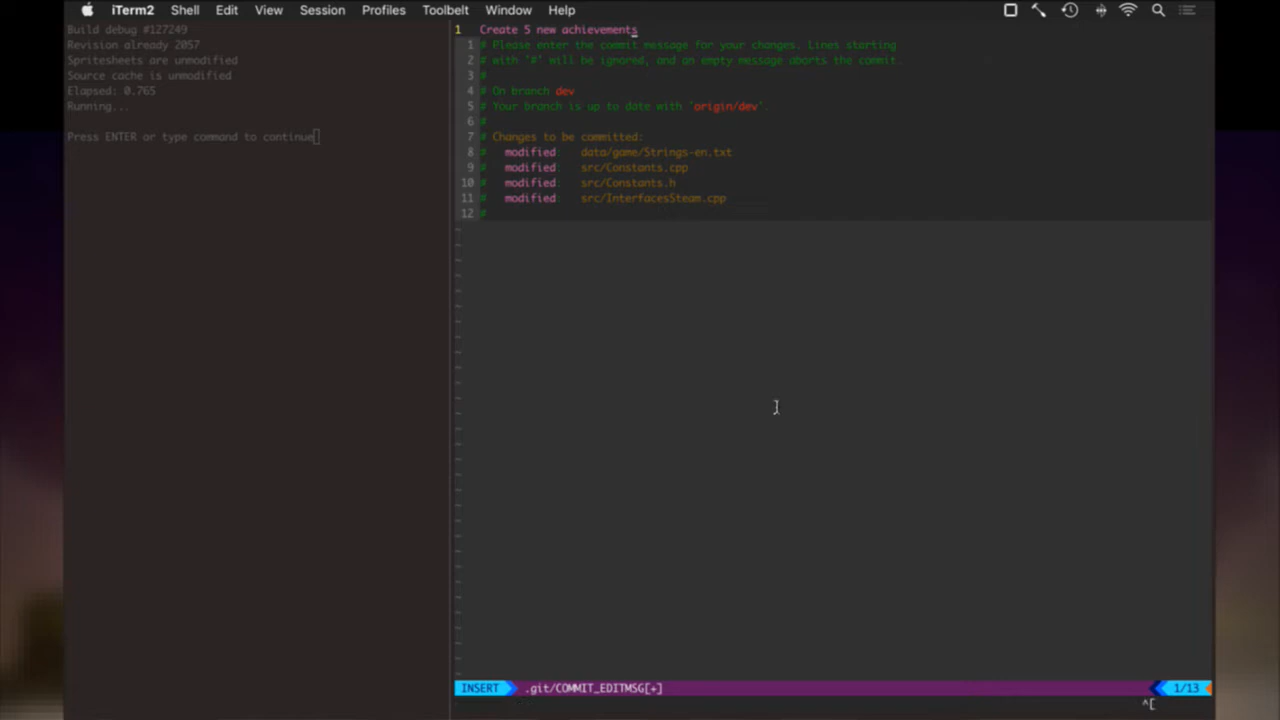 iTerm2 Shell Edit View Session Profiles Toolbelt Window Help
Build debug #127249
Revision already 2057
Spritesheets are unmodified
Source cache is unmodified
Elapsed: 0.765
Running...
Press ENTER or type command to continue
1 Create 5 new achievements
1 # Please enter the commit message for your changes. Lines starting
2 # with '#' will be ignored, and an empty message aborts the commit.
3 #
4 # On branch dev
5 # Your branch is up to date with 'origin/dev'.
6 #
7 # Changes to be committed:
8 # modified: data/game/Strings-en.txt
9 # modified: src/Constants.cpp
10 # modified: src/Constants.h
11 # modified: src/InterfacesSteam.cpp
12 #
INSERT .git/COMMIT_EDITMSG[+] 1/13
^[